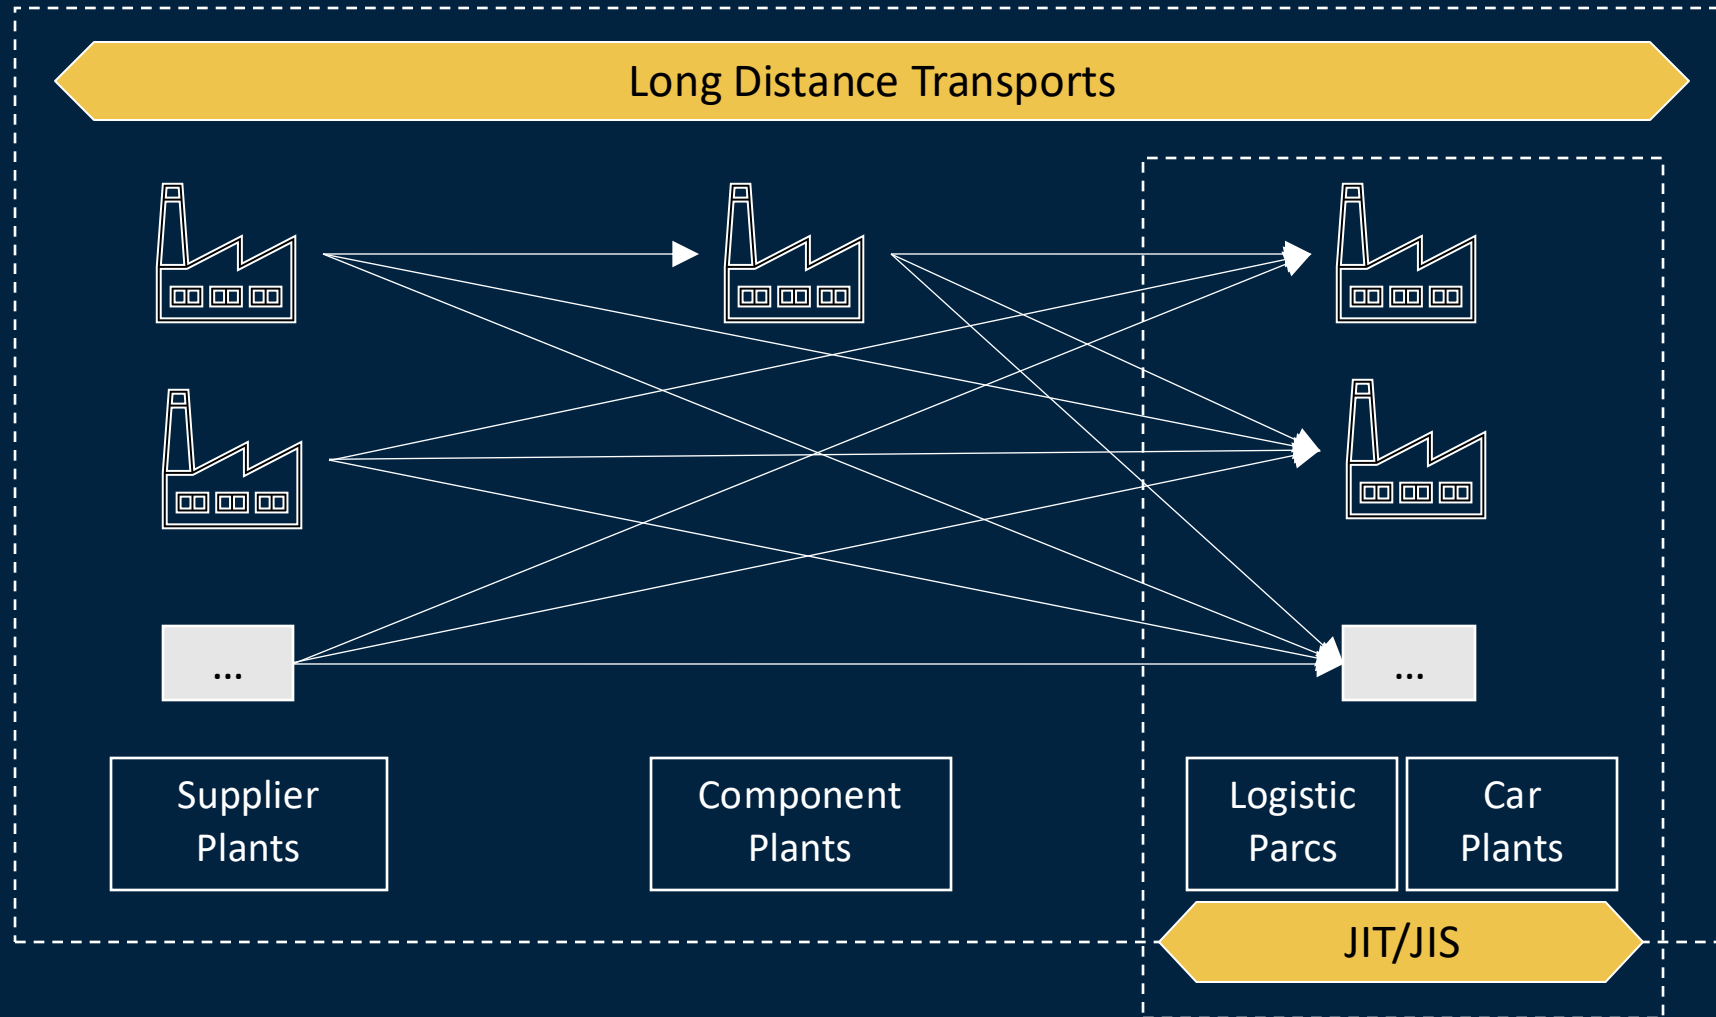 Long Distance Transports
...
...
Supplier
Plants
Component
Plants
Logistic
Parcs
Car
Plants
JIT/JIS